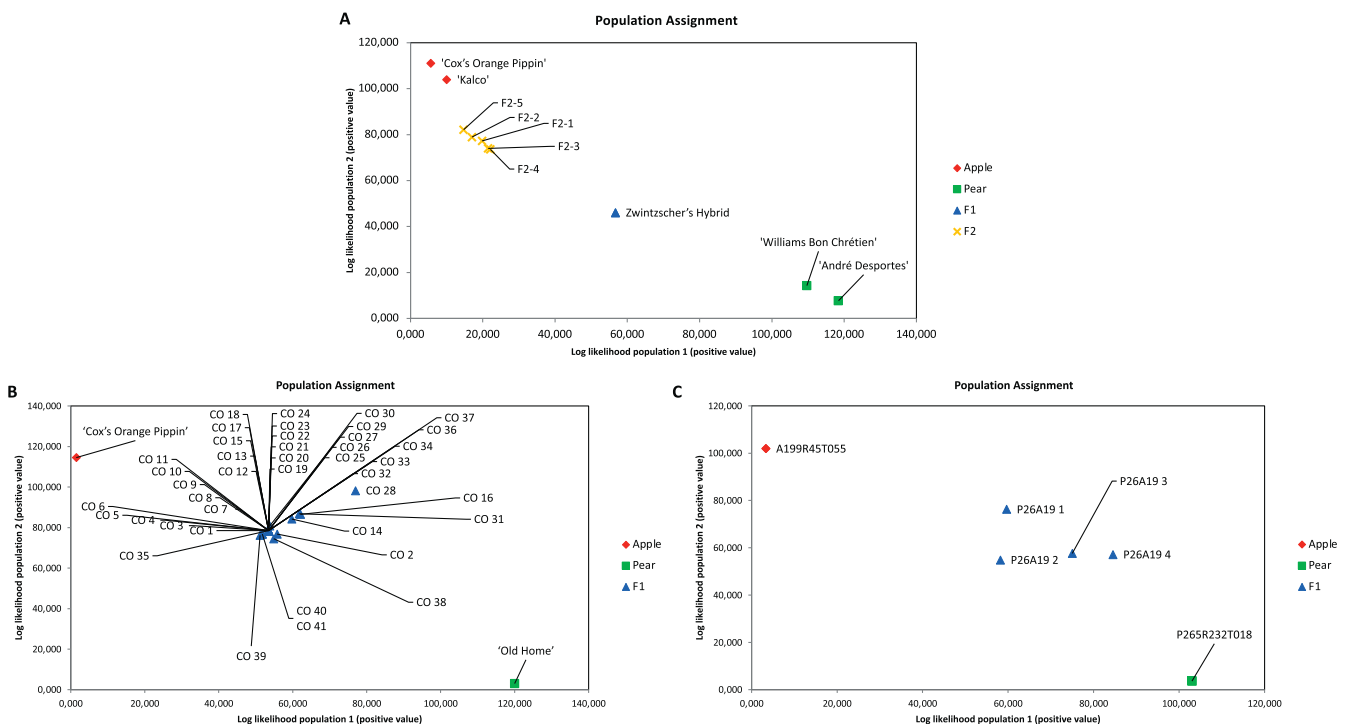 A
Population Assignment
120,000
100,000
80,000
60,000
40,000
20,000
0,000
Log likelihood population 2 (positive value)
'Cox's Orange Pippin'
'Kalco'
F2-5
F2-2
F2-1
F2-3
F2-4
Zwintzscher's Hybrid
'Williams Bon Chrétien'
'André Desportes'
0,000 20,000 40,000 60,000 80,000 100,000 120,000 140,000
Log likelihood population 1 (positive value)
Apple
Pear
F1
F2
B
Population Assignment
140,000
120,000
100,000
80,000
60,000
40,000
20,000
0,000
Log likelihood population 2 (positive value)
'Cox's Orange Pippin'
CO 18
CO 17
CO 15
CO 13
CO 12
CO 11
CO 10
CO 9
CO 8
CO 7
CO 6
CO 5
CO 4
CO 3
CO 1
CO 35
CO 24
CO 23
CO 22
CO 21
CO 20
CO 19
CO 30
CO 29
CO 27
CO 26
CO 25
CO 37
CO 36
CO 34
CO 33
CO 32
CO 28
CO 16
CO 31
CO 14
CO 2
CO 38
CO 40
CO 41
CO 39
'Old Home'
0,000 20,000 40,000 60,000 80,000 100,000 120,000 140,000
Log likelihood population 1 (positive value)
Apple
Pear
F1
C
Population Assignment
120,000
100,000
80,000
60,000
40,000
20,000
0,000
Log likelihood population 2 (positive value)
A199R45T055
P26A19 3
P26A19 1
P26A19 2
P26A19 4
P265R232T018
0,000 20,000 40,000 60,000 80,000 100,000 120,000
Log likelihood population 1 (positive value)
Apple
Pear
F1